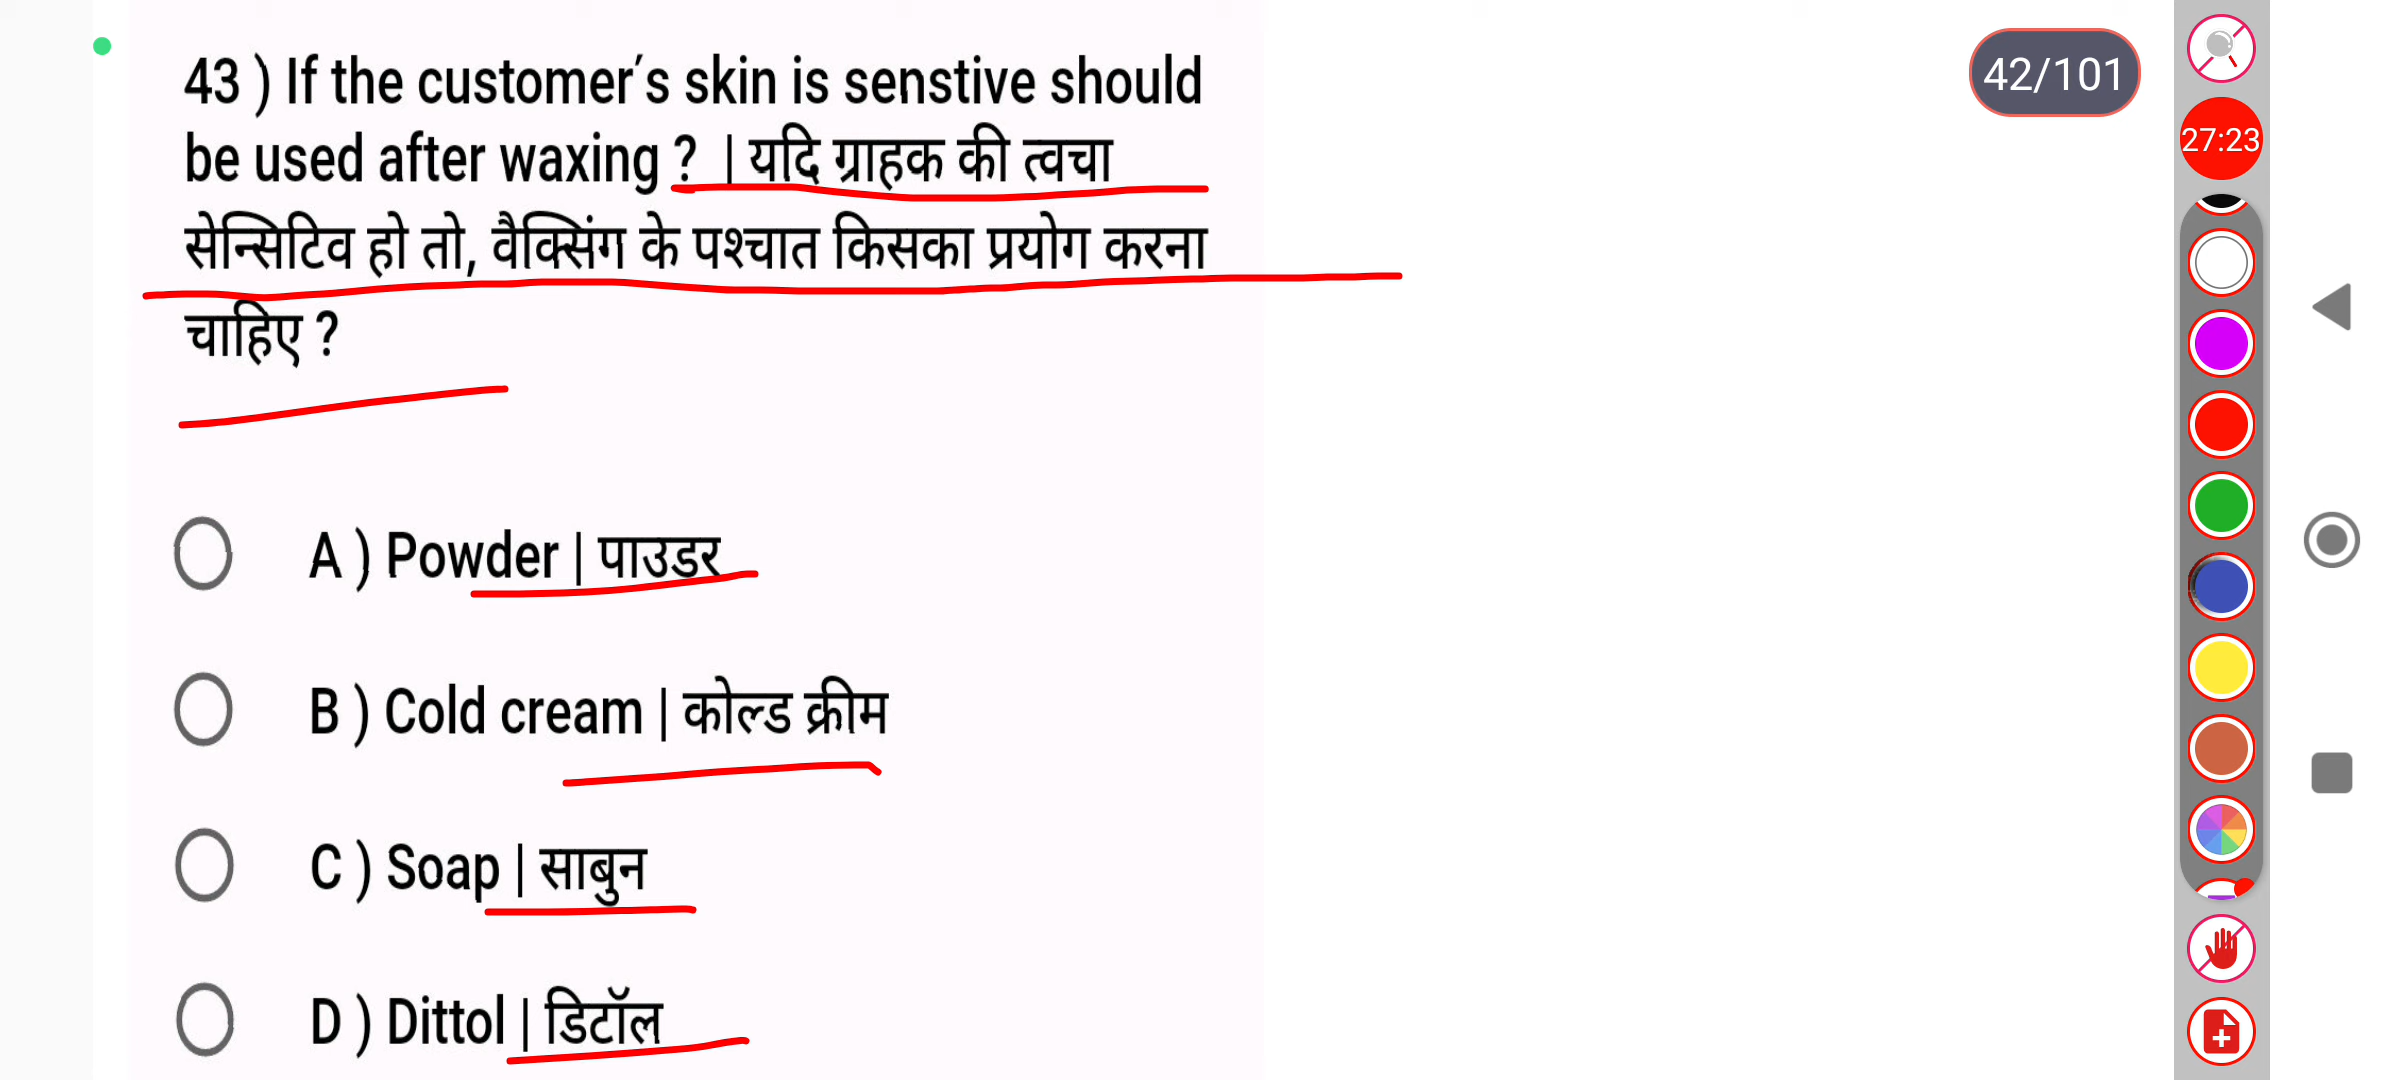 43 ) If the customer′s skin is senstive should
be used after waxing ? | यदि ग्राहक की त्वचा
सेन्सिटिव हो तो, वैक्सिंग के पश्चात किसका प्रयोग करना
चाहिए ?
A ) Powder | पाउडर
B ) Cold cream | कोल्ड क्रीम
C ) Soap | साबुन
D ) Dittol | डिटॉल
42/101
27:23